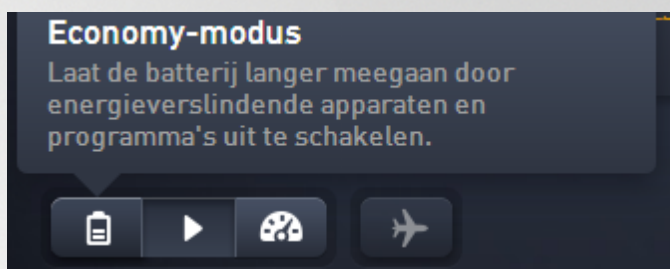 Economy-modus
Laat de batterij langer meegaan door
energieverslindende apparaten en
programma's uit te schakelen.